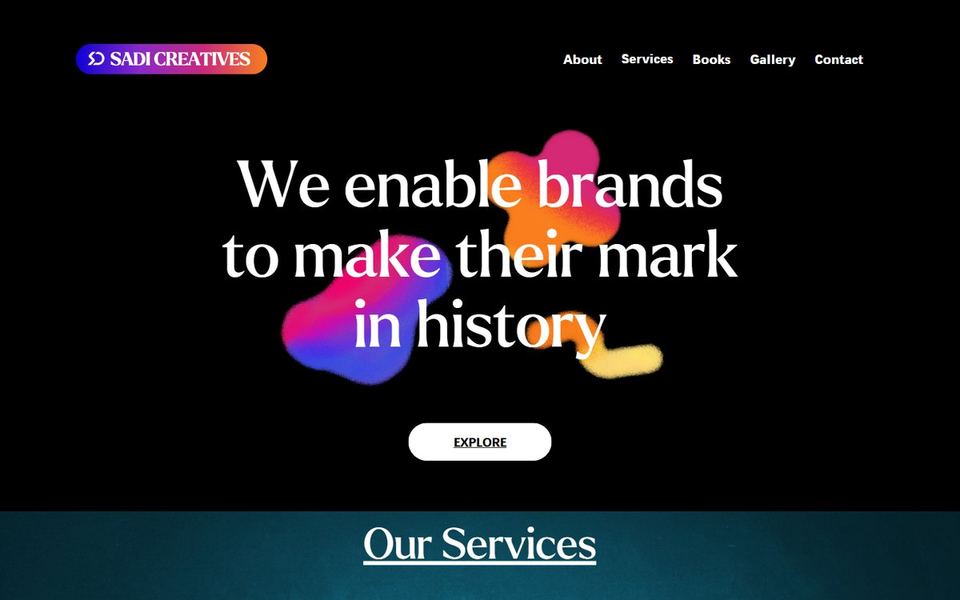 SADI CREATIVES
About Services Books Gallery Contact
We enable brands
to make their mark
in history
EXPLORE
Our Services